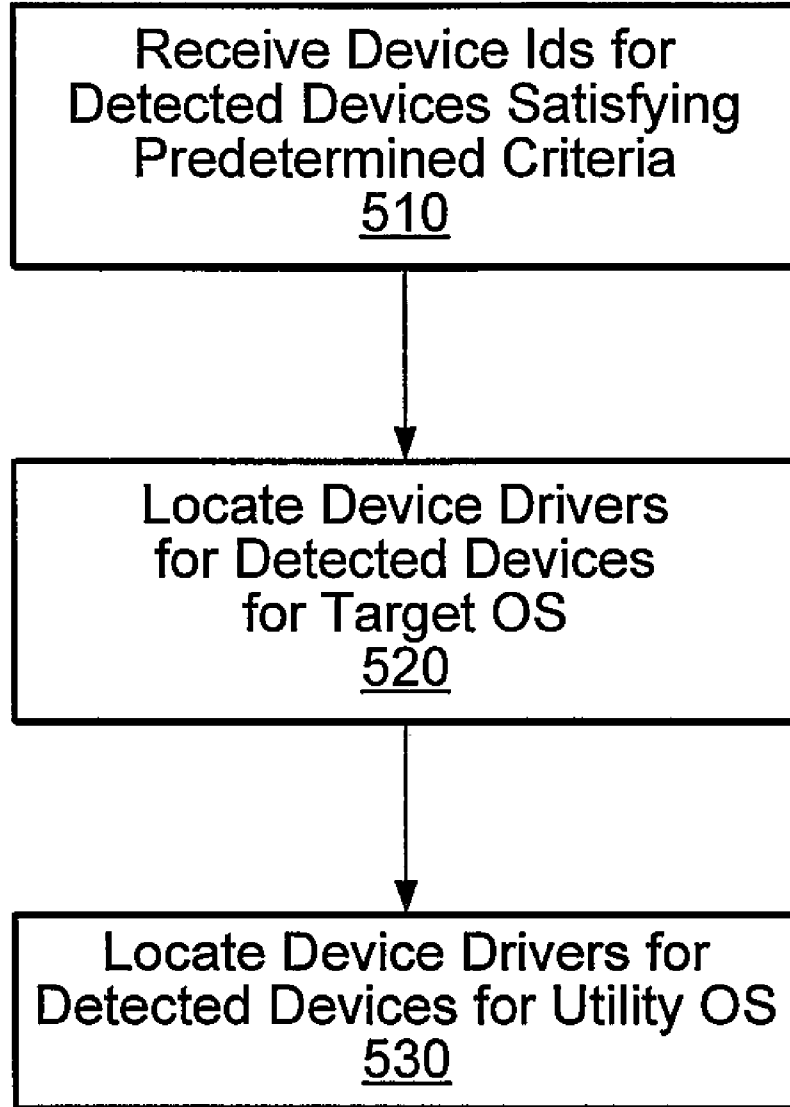 Receive Device Ids for
Detected Devices Satisfying
Predetermined Criteria
510
Locate Device Drivers
for Detected Devices
for Target OS
520
Locate Device Drivers for
Detected Devices for Utility OS
530